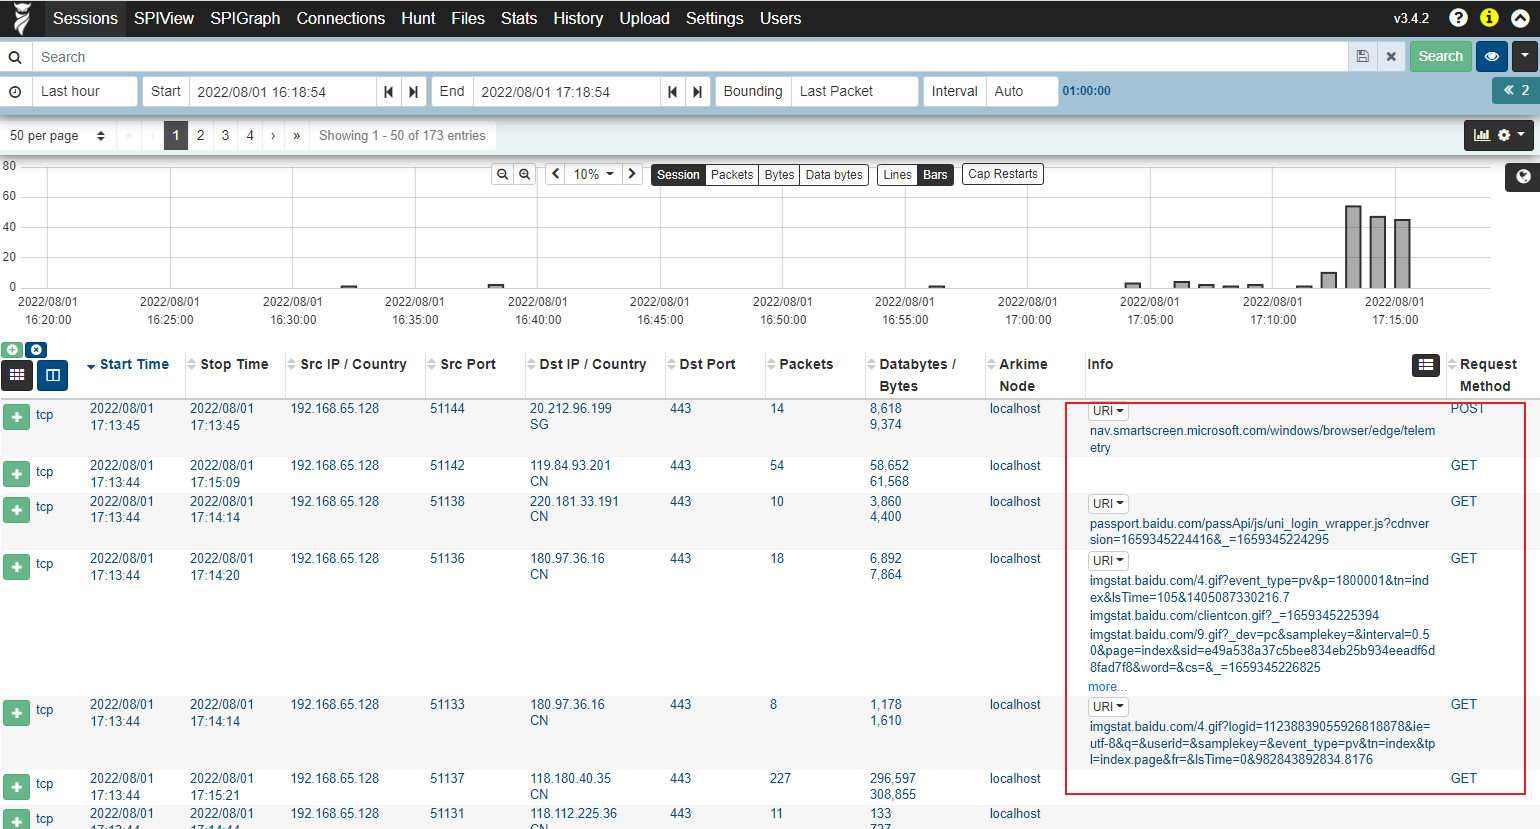 Sessions SPIView SPIGraph Connections Hunt Files Stats History Upload Settings Users v3.4.2
Search Search
Last hour Start 2022/08/01 16:18:54 End 2022/08/01 17:18:54 Bounding Last Packet Interval Auto 01:00:00 « 2
50 per page « ‹ 1 2 3 4 › » Showing 1 - 50 of 173 entries
10% Session Packets Bytes Data bytes Lines Bars Cap Restarts
80
60
40
20
0
2022/08/01 2022/08/01 2022/08/01 2022/08/01 2022/08/01 2022/08/01 2022/08/01 2022/08/01 2022/08/01 2022/08/01 2022/08/01 2022/08/01
16:20:00 16:25:00 16:30:00 16:35:00 16:40:00 16:45:00 16:50:00 16:55:00 17:00:00 17:05:00 17:10:00 17:15:00
Start Time Stop Time Src IP / Country Src Port Dst IP / Country Dst Port Packets Databytes / Arkime Info Request
Bytes Node Method
tcp 2022/08/01 2022/08/01 192.168.65.128 51144 20.212.96.199 443 14 8,618 localhost URI POST
17:13:45 17:13:45 SG 9,374
nav.smartscreen.microsoft.com/windows/browser/edge/telem
etry
tcp 2022/08/01 2022/08/01 192.168.65.128 51142 119.84.93.201 443 54 58,652 localhost GET
17:13:44 17:15:09 CN 61,568
tcp 2022/08/01 2022/08/01 192.168.65.128 51138 220.181.33.191 443 10 3,860 localhost URI GET
17:13:44 17:14:14 CN 4,400
passport.baidu.com/passApi/js/uni_login_wrapper.js?cdnver
sion=1659345224416&_=1659345224295
tcp 2022/08/01 2022/08/01 192.168.65.128 51136 180.97.36.16 443 18 6,892 localhost URI GET
17:13:44 17:14:20 CN 7,864
imgstat.baidu.com/4.gif?event_type=pv&p=1800001&tn=ind
ex&lsTime=105&1405087330216.7
imgstat.baidu.com/clientcon.gif?_=1659345225394
imgstat.baidu.com/9.gif?_dev=pc&samplekey=&interval=0.5
0&page=index&sid=e49a538a37c5bee834eb25b934eeadf6d
8fad7f8&word=&cs=&_=1659345226825
more...
tcp 2022/08/01 2022/08/01 192.168.65.128 51133 180.97.36.16 443 8 1,178 localhost URI GET
17:13:44 17:14:14 CN 1,610
imgstat.baidu.com/4.gif?logid=11238839055926818878&ie=
utf-8&q=&userid=&samplekey=&event_type=pv&tn=index&tp
l=index.page&fr=&lsTime=0&982843892834.8176
tcp 2022/08/01 2022/08/01 192.168.65.128 51137 118.180.40.35 443 227 296,597 localhost GET
17:13:44 17:15:21 CN 308,855
tcp 2022/08/01 2022/08/01 192.168.65.128 51131 118.112.225.36 443 11 133 localhost
17:13:44 17:14:44 CN 727